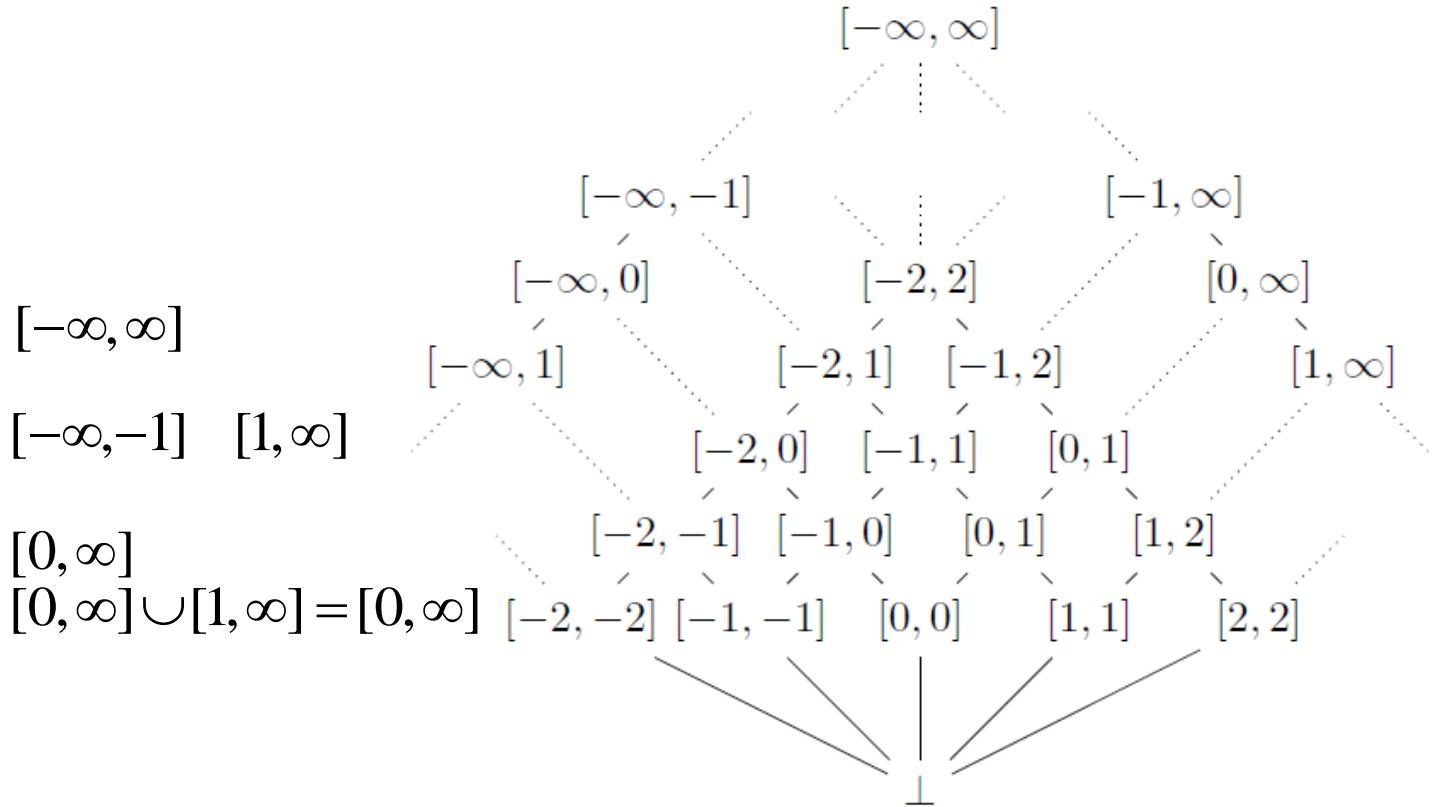 [−∞, ∞]
[−∞, −1] [−1, ∞]
[−∞, 0] [−2, 2] [0, ∞]
[−∞, 1] [−2, 1] [−1, 2] [1, ∞]
[−2, 0] [−1, 1] [0, 1]
[−2, −1] [−1, 0] [0, 1] [1, 2]
[−2, −2] [−1, −1] [0, 0] [1, 1] [2, 2]
⊥
[−∞, ∞]
[−∞,−1] [1, ∞]
[0, ∞]
[0, ∞]∪[1, ∞] = [0, ∞]